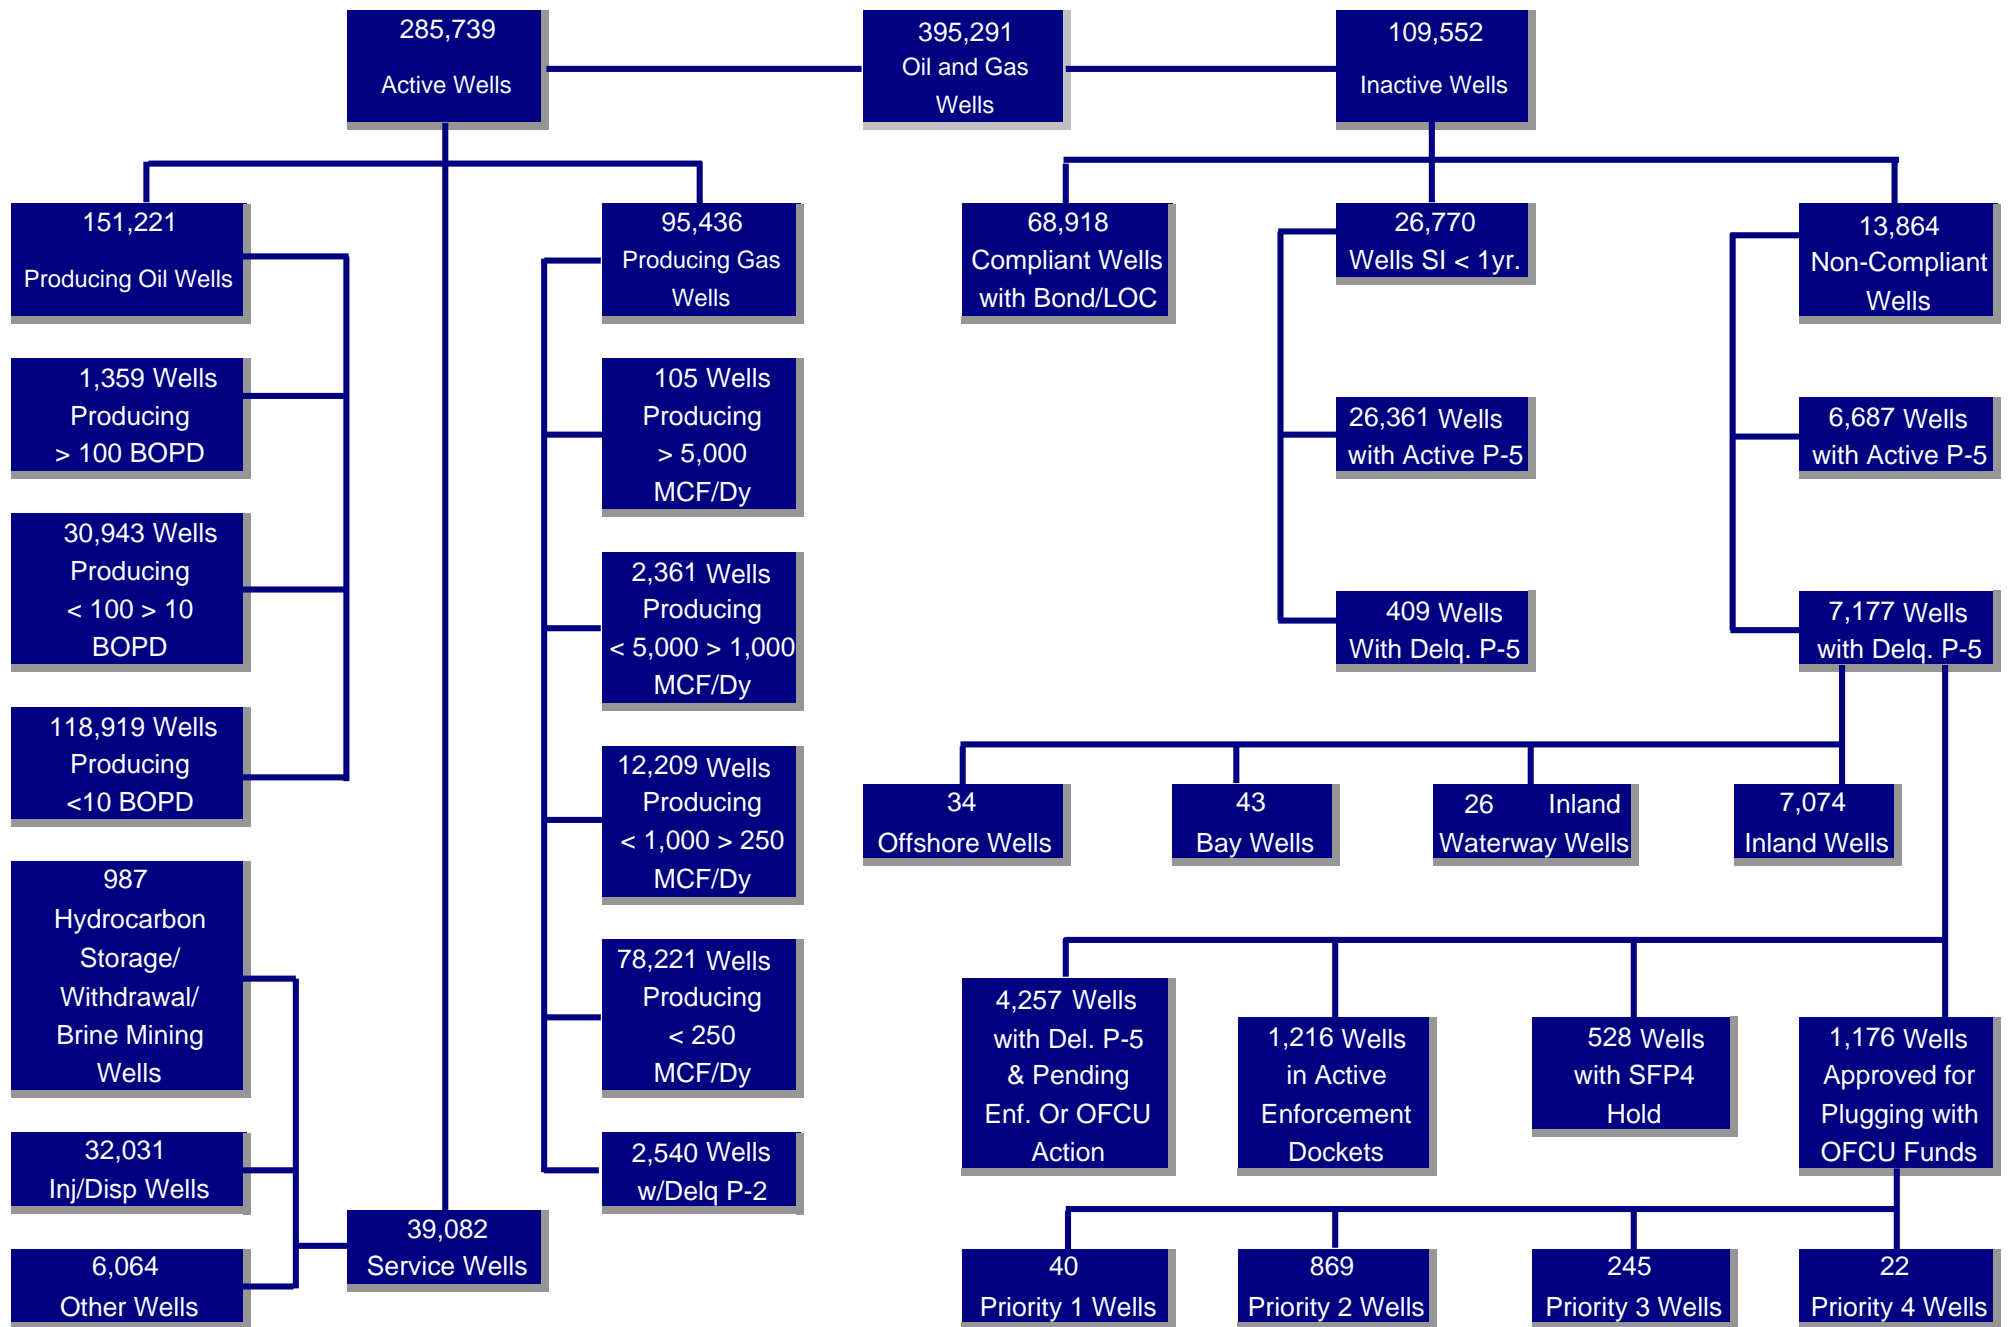 285,739
Active Wells
395,291
Oil and Gas
Wells
109,552
Inactive Wells
151,221
Producing Oil Wells
95,436
Producing Gas
Wells
68,918
Compliant Wells
with Bond/LOC
26,770
Wells SI < 1yr.
13,864
Non-Compliant
Wells
1,359 Wells
Producing
> 100 BOPD
105 Wells
Producing
> 5,000
MCF/Dy
26,361 Wells
with Active P-5
6,687 Wells
with Active P-5
30,943 Wells
Producing
< 100 > 10
BOPD
2,361 Wells
Producing
< 5,000 > 1,000
MCF/Dy
409 Wells
With Delq. P-5
7,177 Wells
with Delq. P-5
118,919 Wells
Producing
<10 BOPD
12,209 Wells
Producing
< 1,000 > 250
MCF/Dy
34
Offshore Wells
43
Bay Wells
26 Inland
Waterway Wells
7,074
Inland Wells
987
Hydrocarbon
Storage/
Withdrawal/
Brine Mining
Wells
78,221 Wells
Producing
< 250
MCF/Dy
4,257 Wells
with Del. P-5
& Pending
Enf. Or OFCU
Action
1,216 Wells
in Active
Enforcement
Dockets
528 Wells
with SFP4
Hold
1,176 Wells
Approved for
Plugging with
OFCU Funds
32,031
Inj/Disp Wells
2,540 Wells
w/Delq P-2
39,082
Service Wells
6,064
Other Wells
40
Priority 1 Wells
869
Priority 2 Wells
245
Priority 3 Wells
22
Priority 4 Wells